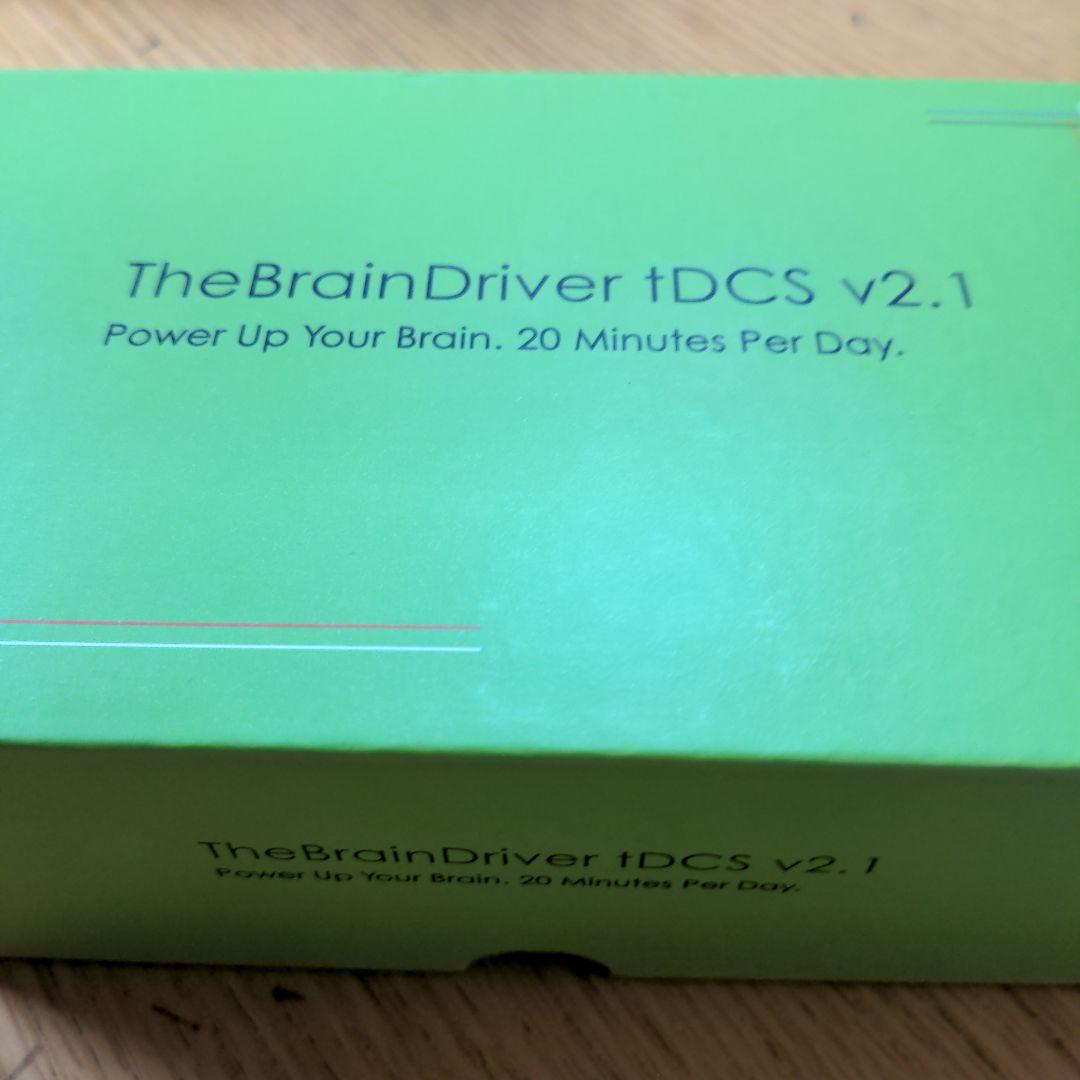 TheBrainDriver tDCS v2.1
Power Up Your Brain. 20 Minutes Per Day.
TheBrainDriver tDCS v2.1
Power Up Your Brain. 20 Minutes Per Day.